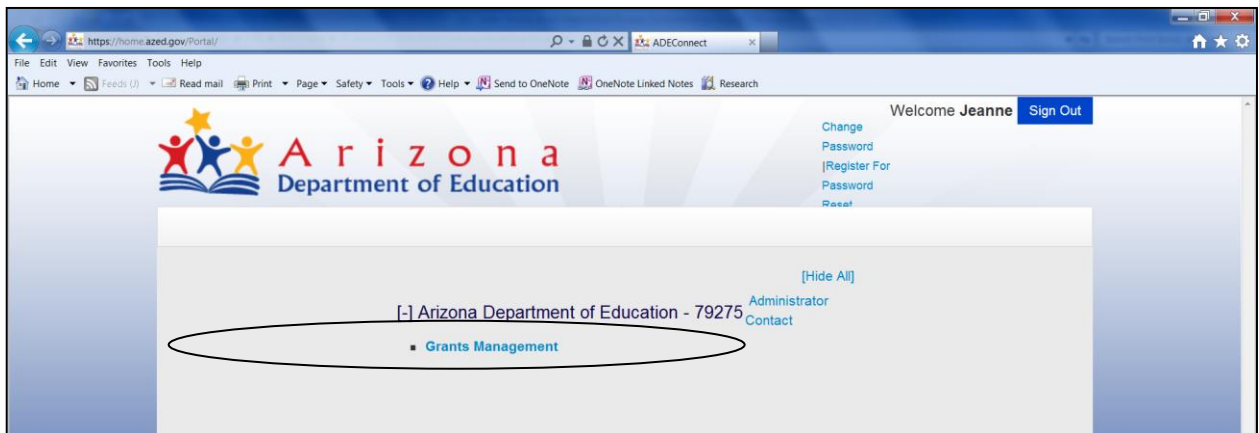 https://home.azed.gov/Portal/
ADEConnect
File Edit View Favorites Tools Help
Home Feeds (J) Read mail Print Page Safety Tools Help Send to OneNote OneNote Linked Notes Research
Welcome Jeanne Sign Out
Change
Password
|Register For
Password
Reset
Arizona
Department of Education
[Hide All]
[-] Arizona Department of Education - 79275
Administrator
Contact
▪ Grants Management